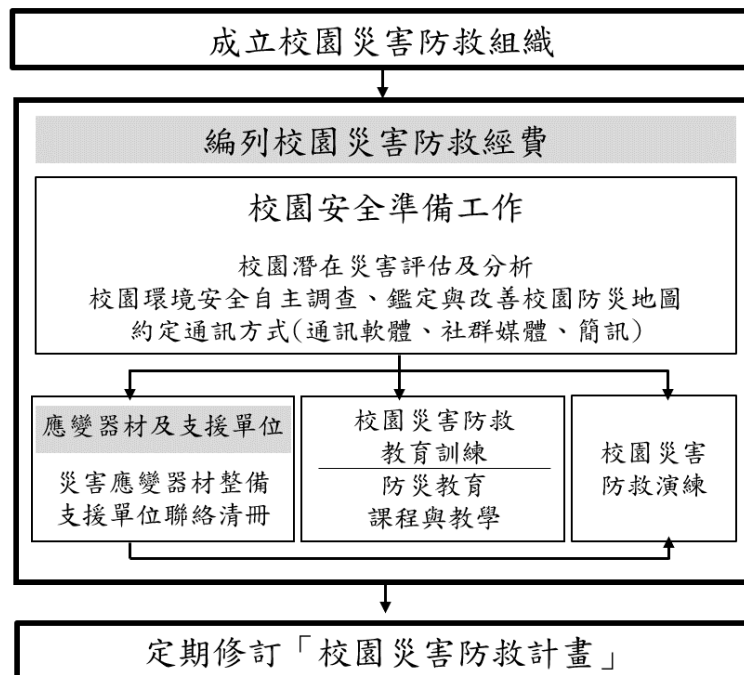 成立校園災害防救組織
編列校園災害防救經費
校園安全準備工作
校園潛在災害評估及分析
校園環境安全自主調查、鑑定與改善校園防災地圖
約定通訊方式(通訊軟體、社群媒體、簡訊)
應變器材及支援單位
災害應變器材整備
支援單位聯絡清冊
校園災害防救
教育訓練
防災教育
課程與教學
校園災害
防救演練
定期修訂「校園災害防救計畫」